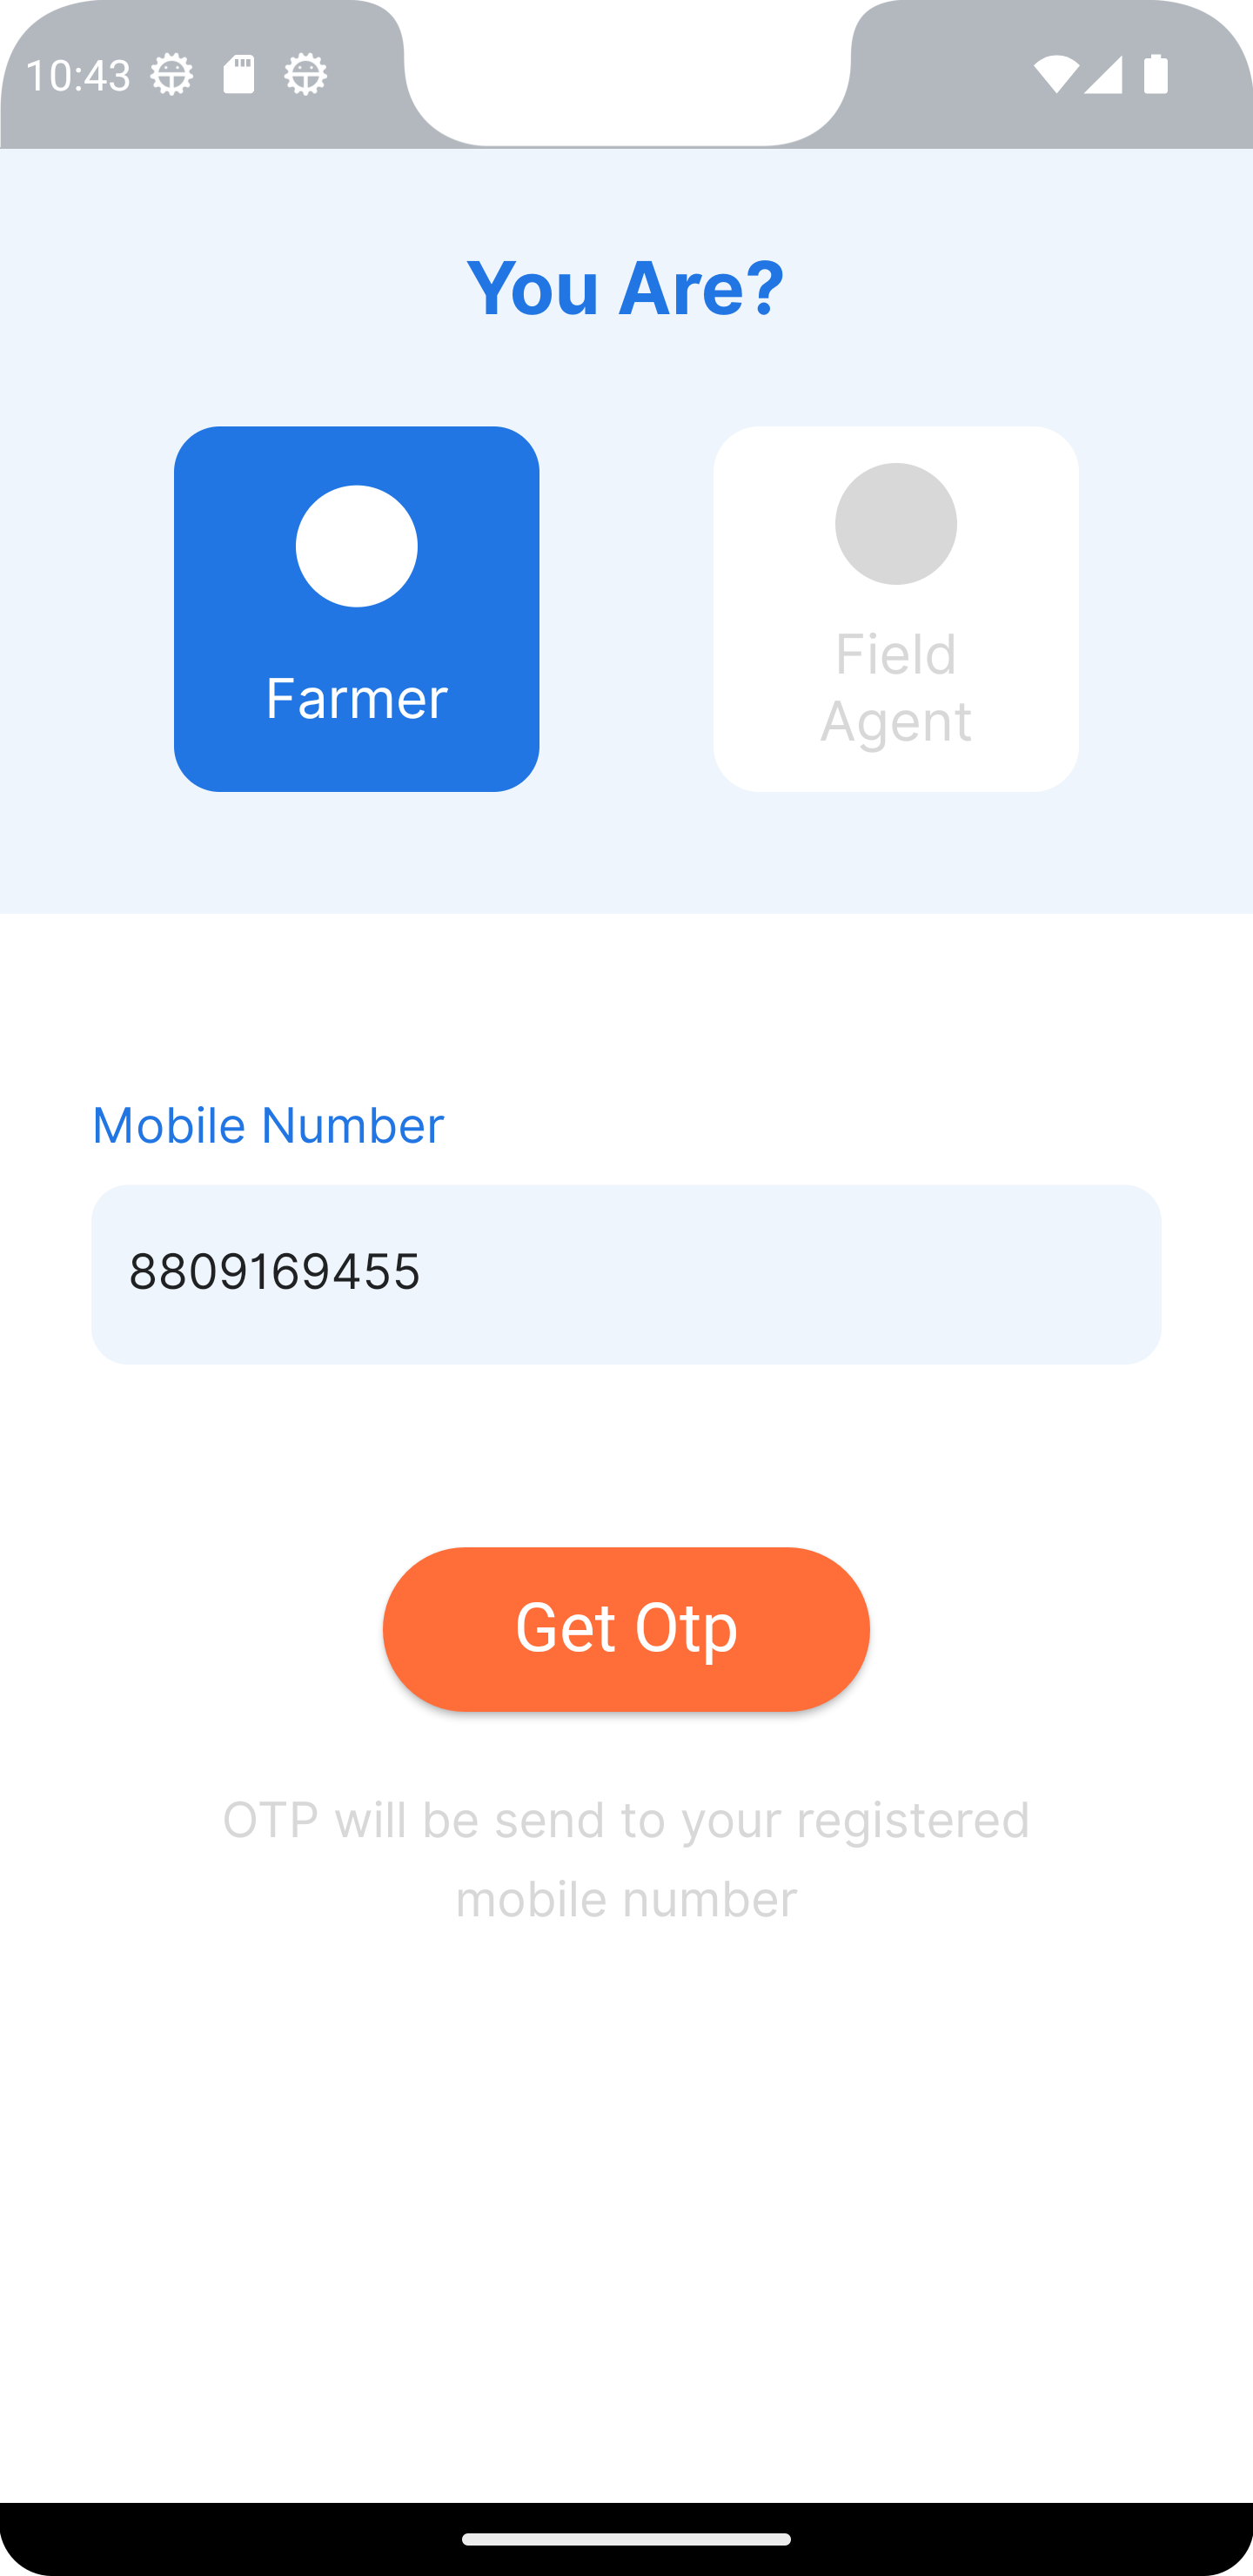 10:43
You Are?
Farmer
Field
Agent
Mobile Number
8809169455
Get Otp
OTP will be send to your registered
mobile number